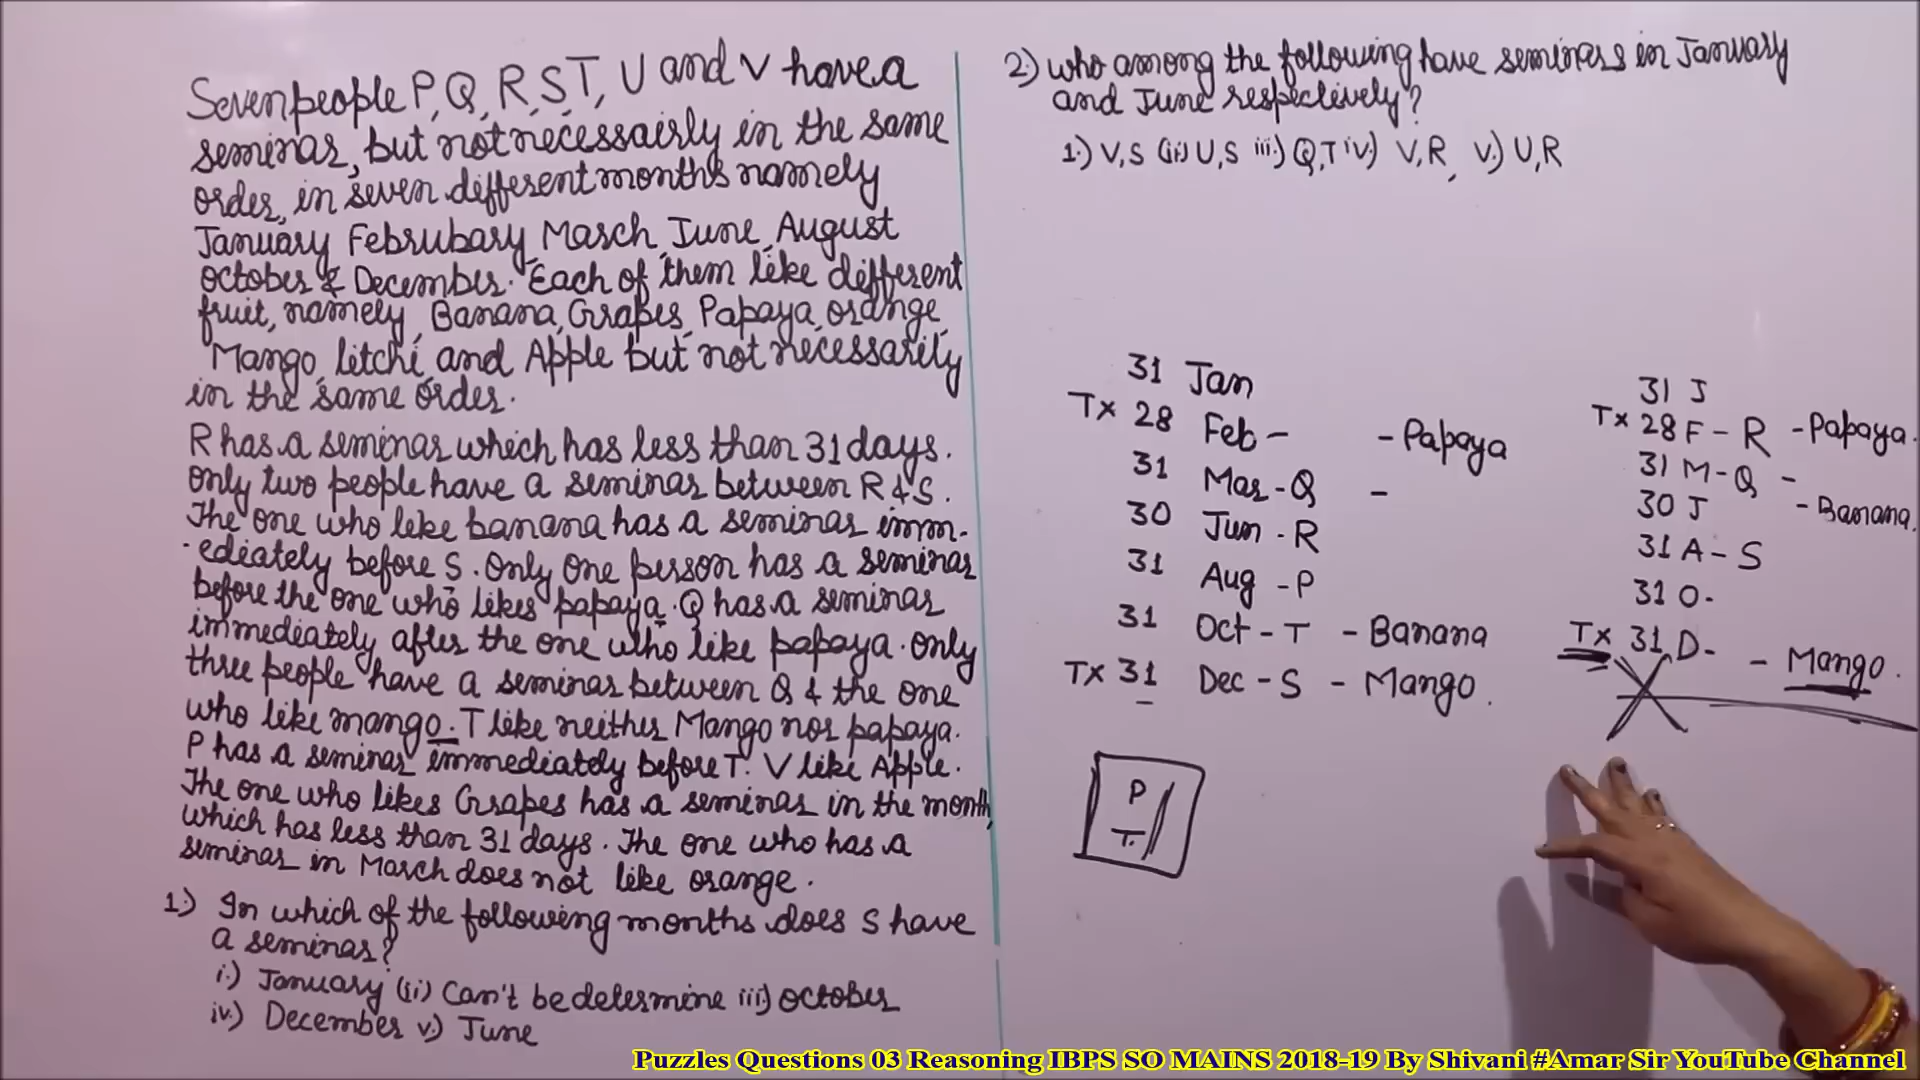 Seven people P, Q, R, S T, U and V have a
seminar, but not necessairly in the same
order, in seven different months namely
January Februbary, March, June, August
October & December. Each of them like different
fruit, namely, Banana, Grapes, Papaya, orange,
Mango, litchi and Apple but not necessarily
in the same order.
R has a seminar which has less than 31 days.
only two people have a seminar between R & S.
The one who like banana has a seminar imm-
-ediately before S. Only one person has a seminar
before the one who likes papaya. Q has a seminar
immediately after the one who like papaya. only
three people have a seminar between Q & the one
who like mango. T like neither Mango nor papaya.
P has a seminar immediately before T. V like Apple.
The one who likes Grapes has a seminar in the month,
which has less than 31 days. The one who has a
seminar in March does not like orange.
1.) In which of the following months does S have
a seminar?
i.) January (ii) Can't be determine iii) October
iv.) December v.) June
2.) who among the following have seminars in January
and June respectively?
1.) V, S (ii) U, S iii.) Q, T iv.) V, R, v.) U, R
31 Jan
Tx 28 Feb - - Papaya
31 Mar - Q -
30 Jun - R
31 Aug - P
31 Oct - T - Banana
Tx 31 Dec - S - Mango.
P
T.
31 J
Tx 28 F - R - Papaya.
31 M - Q -
30 J - Banana.
31 A - S
31 O -
Tx 31 D - - Mango.
Puzzles Questions 03 Reasoning IBPS SO MAINS 2018-19 By Shivani #Amar Sir YouTube Channel